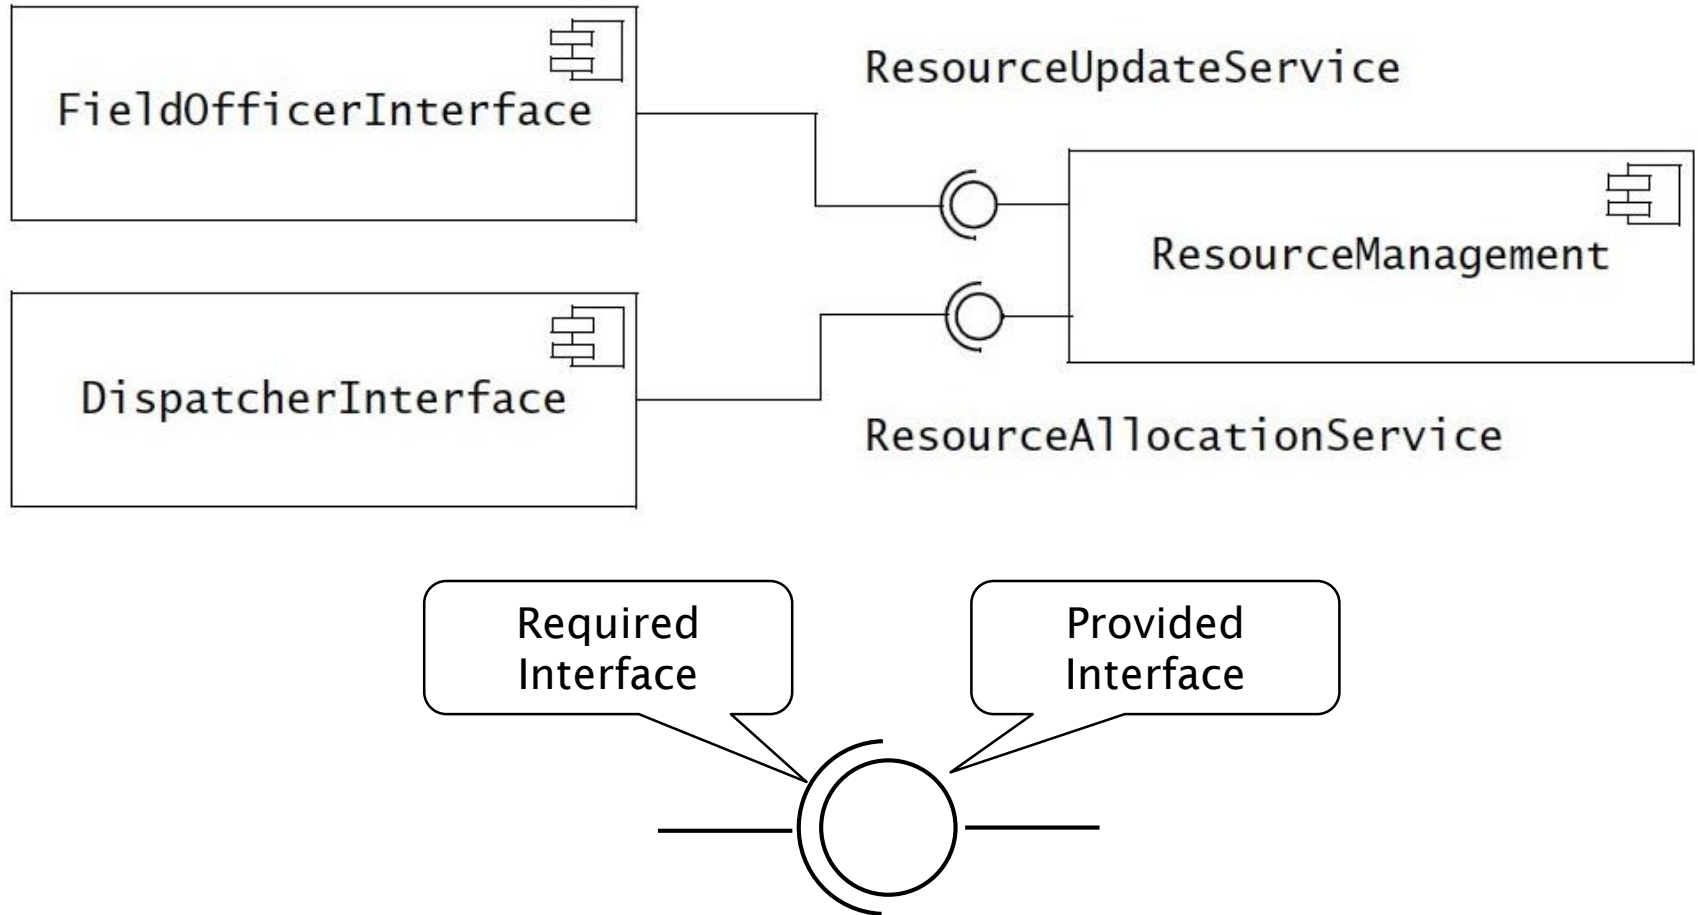 FieldOfficerInterface
ResourceUpdateService
ResourceManagement
DispatcherInterface
ResourceAllocationService
Required
Interface
Provided
Interface